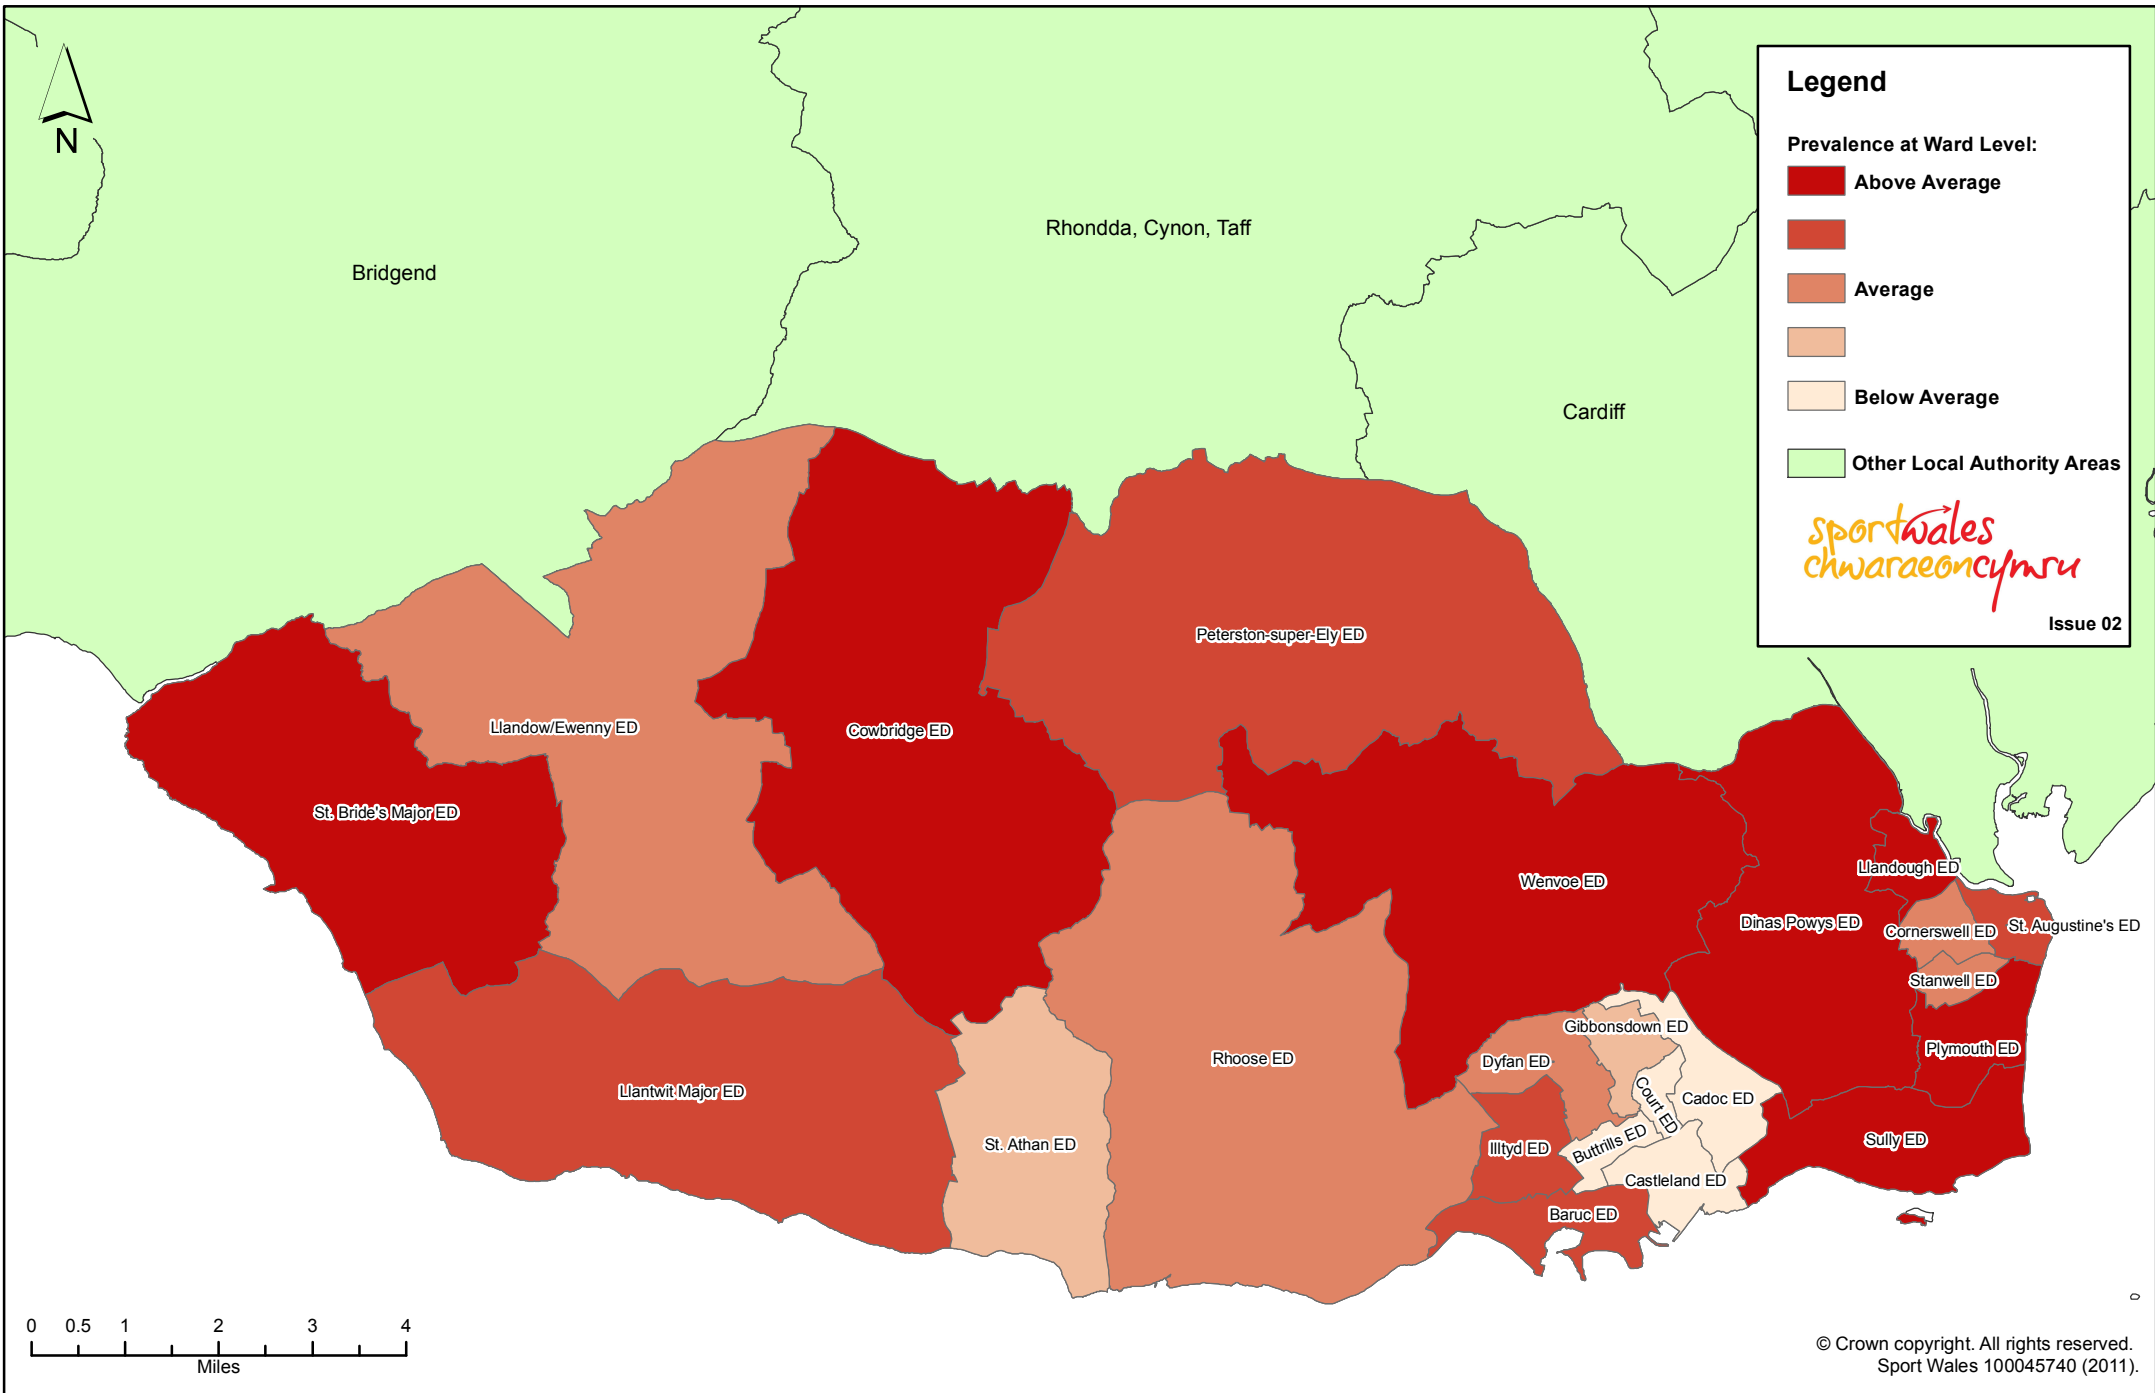 N
Bridgend
Rhondda, Cynon, Taff
Cardiff
Legend
Prevalence at Ward Level:
Above Average
Average
Below Average
Other Local Authority Areas
sportwales
chwaraeoncymru
Issue 02
Peterston-super-Ely ED
Llandow/Ewenny ED
Cowbridge ED
St. Bride's Major ED
Wenvoe ED
Llandough ED
Dinas Powys ED
Cornerswell ED
St. Augustine's ED
Stanwell ED
Gibbonsdown ED
Plymouth ED
Rhoose ED
Dyfan ED
Llantwit Major ED
Court ED
Cadoc ED
St. Athan ED
Illtyd ED
Buttrills ED
Sully ED
Castleland ED
Baruc ED
0 0.5 1 2 3 4
Miles
© Crown copyright. All rights reserved.
Sport Wales 100045740 (2011).